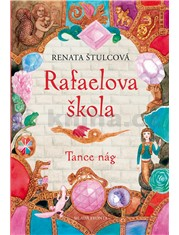 RENATA ŠTULCOVÁ
Rafaelova
škola
Tance nág